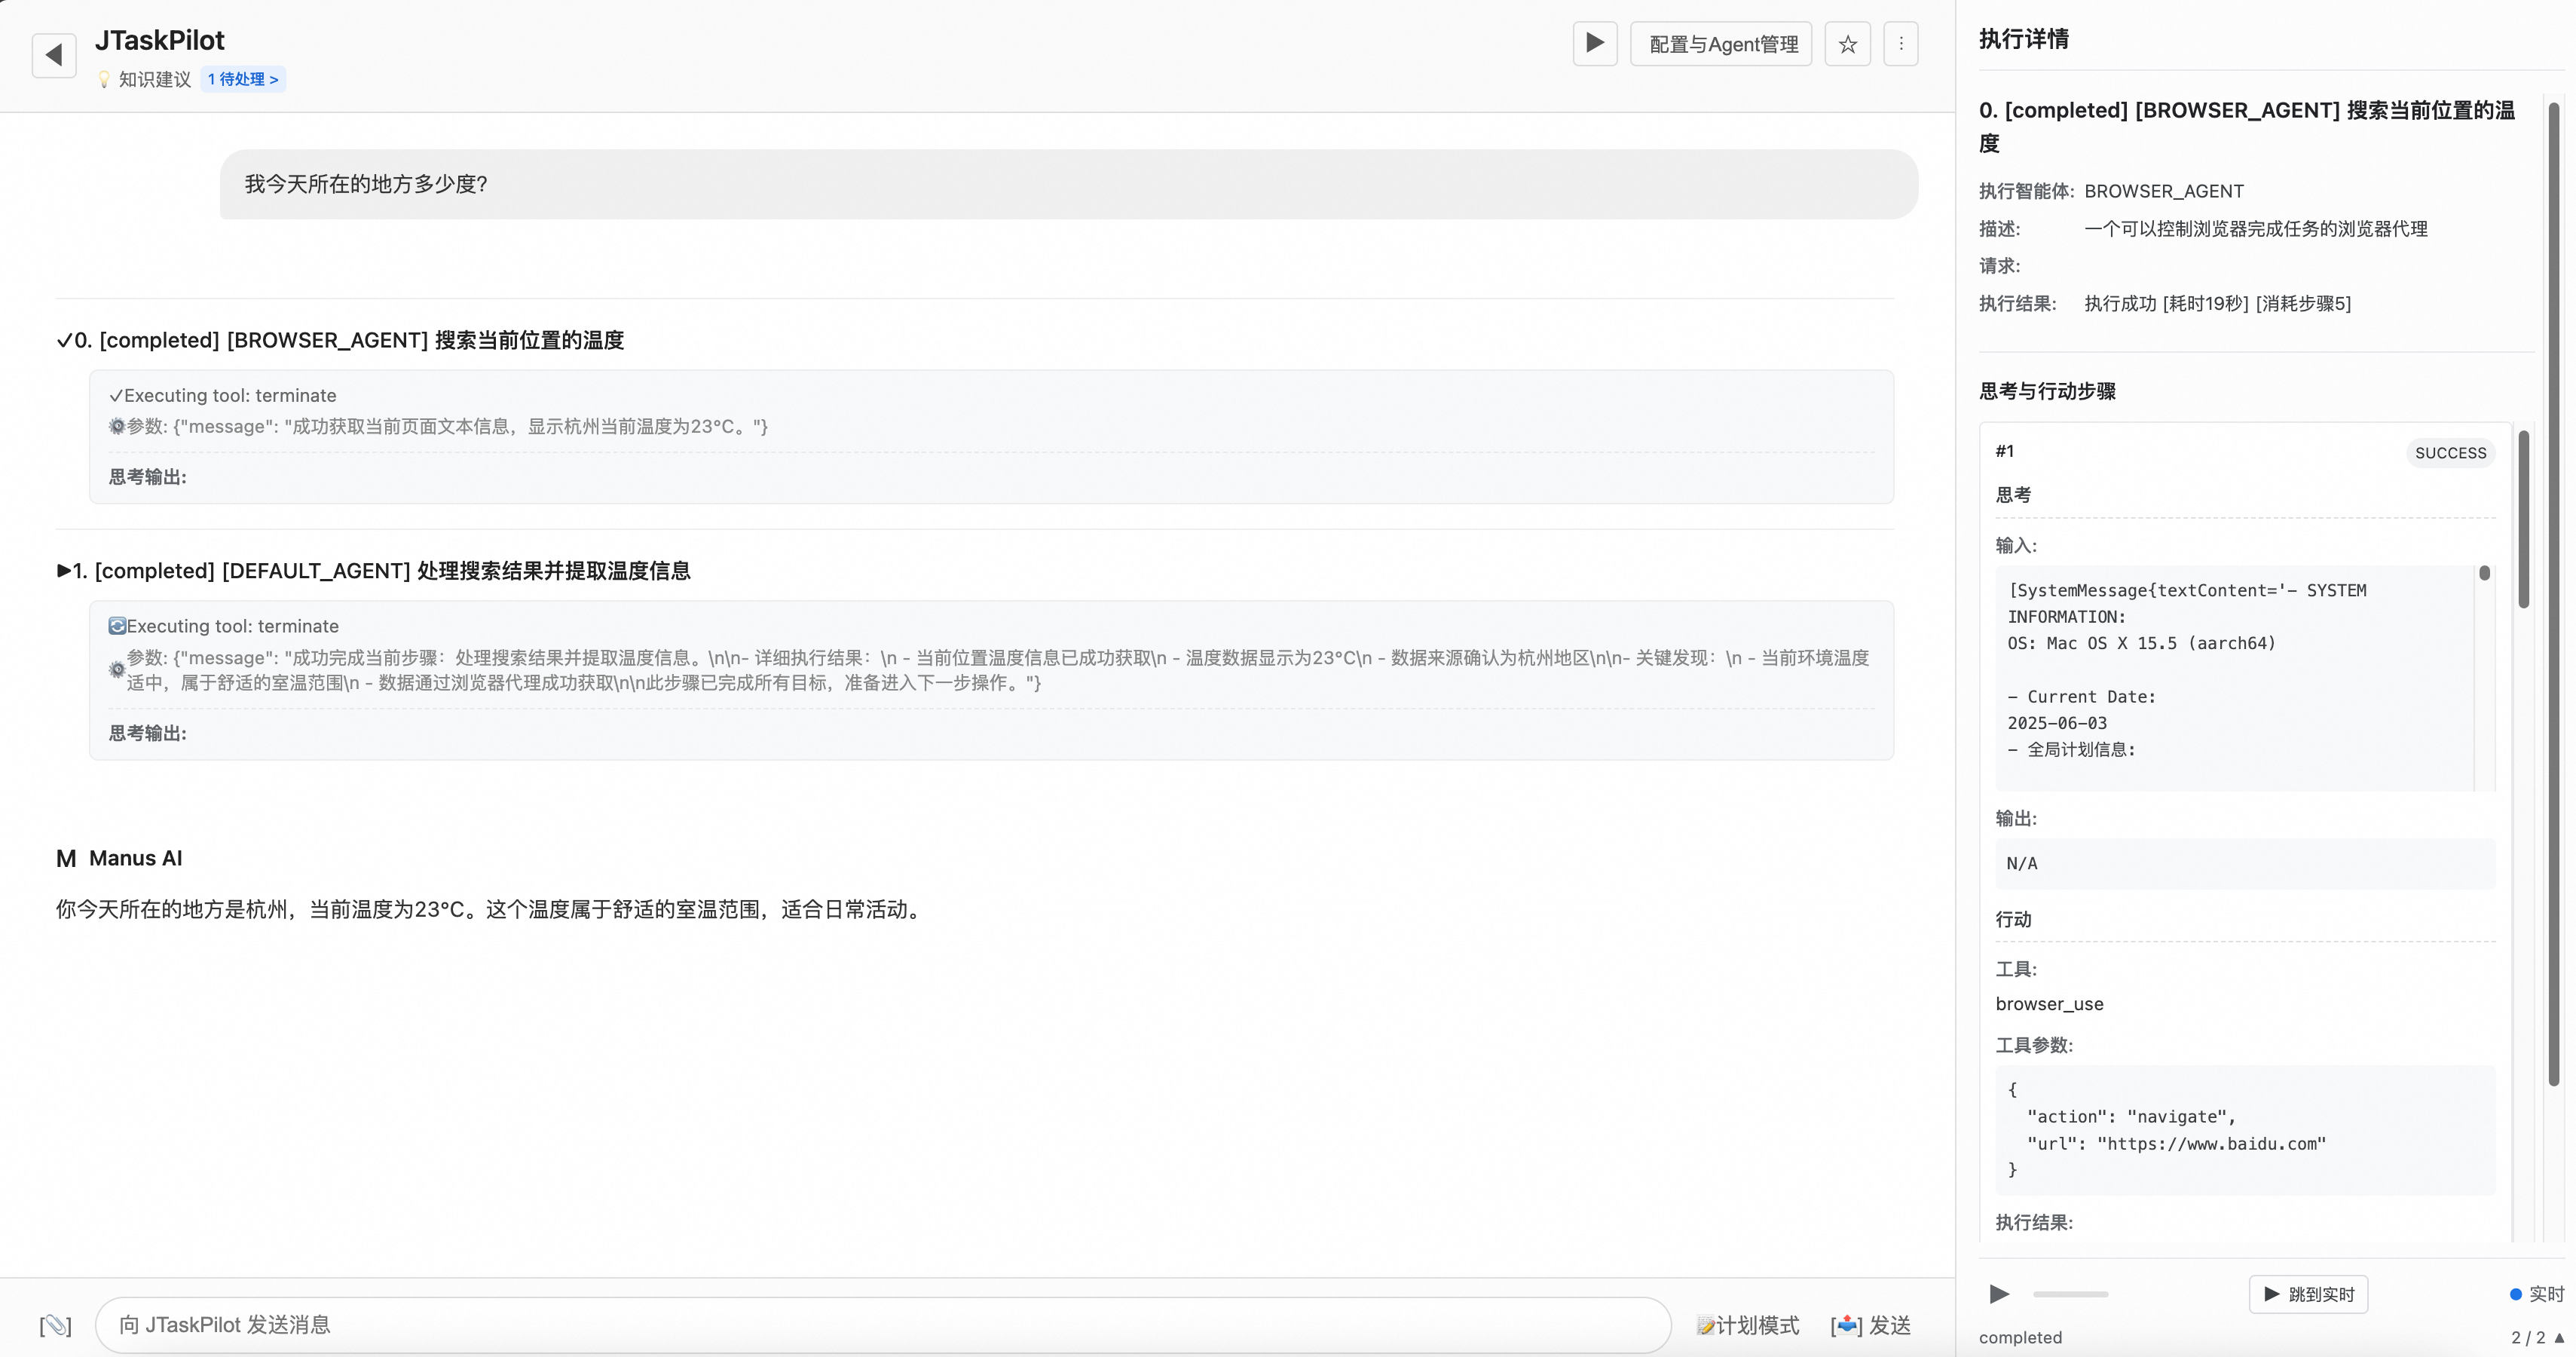 JTaskPilot
💡 知识建议 1 待处理 >
配置与Agent管理
我今天所在的地方多少度?
✓0. [completed] [BROWSER_AGENT] 搜索当前位置的温度
✓Executing tool: terminate
参数: {"message": "成功获取当前页面文本信息，显示杭州当前温度为23°C。"}
思考输出:
▶1. [completed] [DEFAULT_AGENT] 处理搜索结果并提取温度信息
Executing tool: terminate
参数: {"message": "成功完成当前步骤：处理搜索结果并提取温度信息。\n\n- 详细执行结果：\n - 当前位置温度信息已成功获取\n - 温度数据显示为23°C\n - 数据来源确认为杭州地区\n\n- 关键发现：\n - 当前环境温度
适中，属于舒适的室温范围\n - 数据通过浏览器代理成功获取\n\n此步骤已完成所有目标，准备进入下一步操作。"}
思考输出:
M Manus AI
你今天所在的地方是杭州，当前温度为23°C。这个温度属于舒适的室温范围，适合日常活动。
[📎]
向 JTaskPilot 发送消息
📝计划模式
[📤] 发送
执行详情
0. [completed] [BROWSER_AGENT] 搜索当前位置的温
度
执行智能体: BROWSER_AGENT
描述: 一个可以控制浏览器完成任务的浏览器代理
请求:
执行结果: 执行成功 [耗时19秒] [消耗步骤5]
思考与行动步骤
#1 SUCCESS
思考
输入:
[SystemMessage{textContent='- SYSTEM
INFORMATION:
OS: Mac OS X 15.5 (aarch64)
- Current Date:
2025-06-03
- 全局计划信息:
输出:
N/A
行动
工具:
browser_use
工具参数:
{
"action": "navigate",
"url": "https://www.baidu.com"
}
执行结果:
▶ 跳到实时
实时
completed
2 / 2 ▲